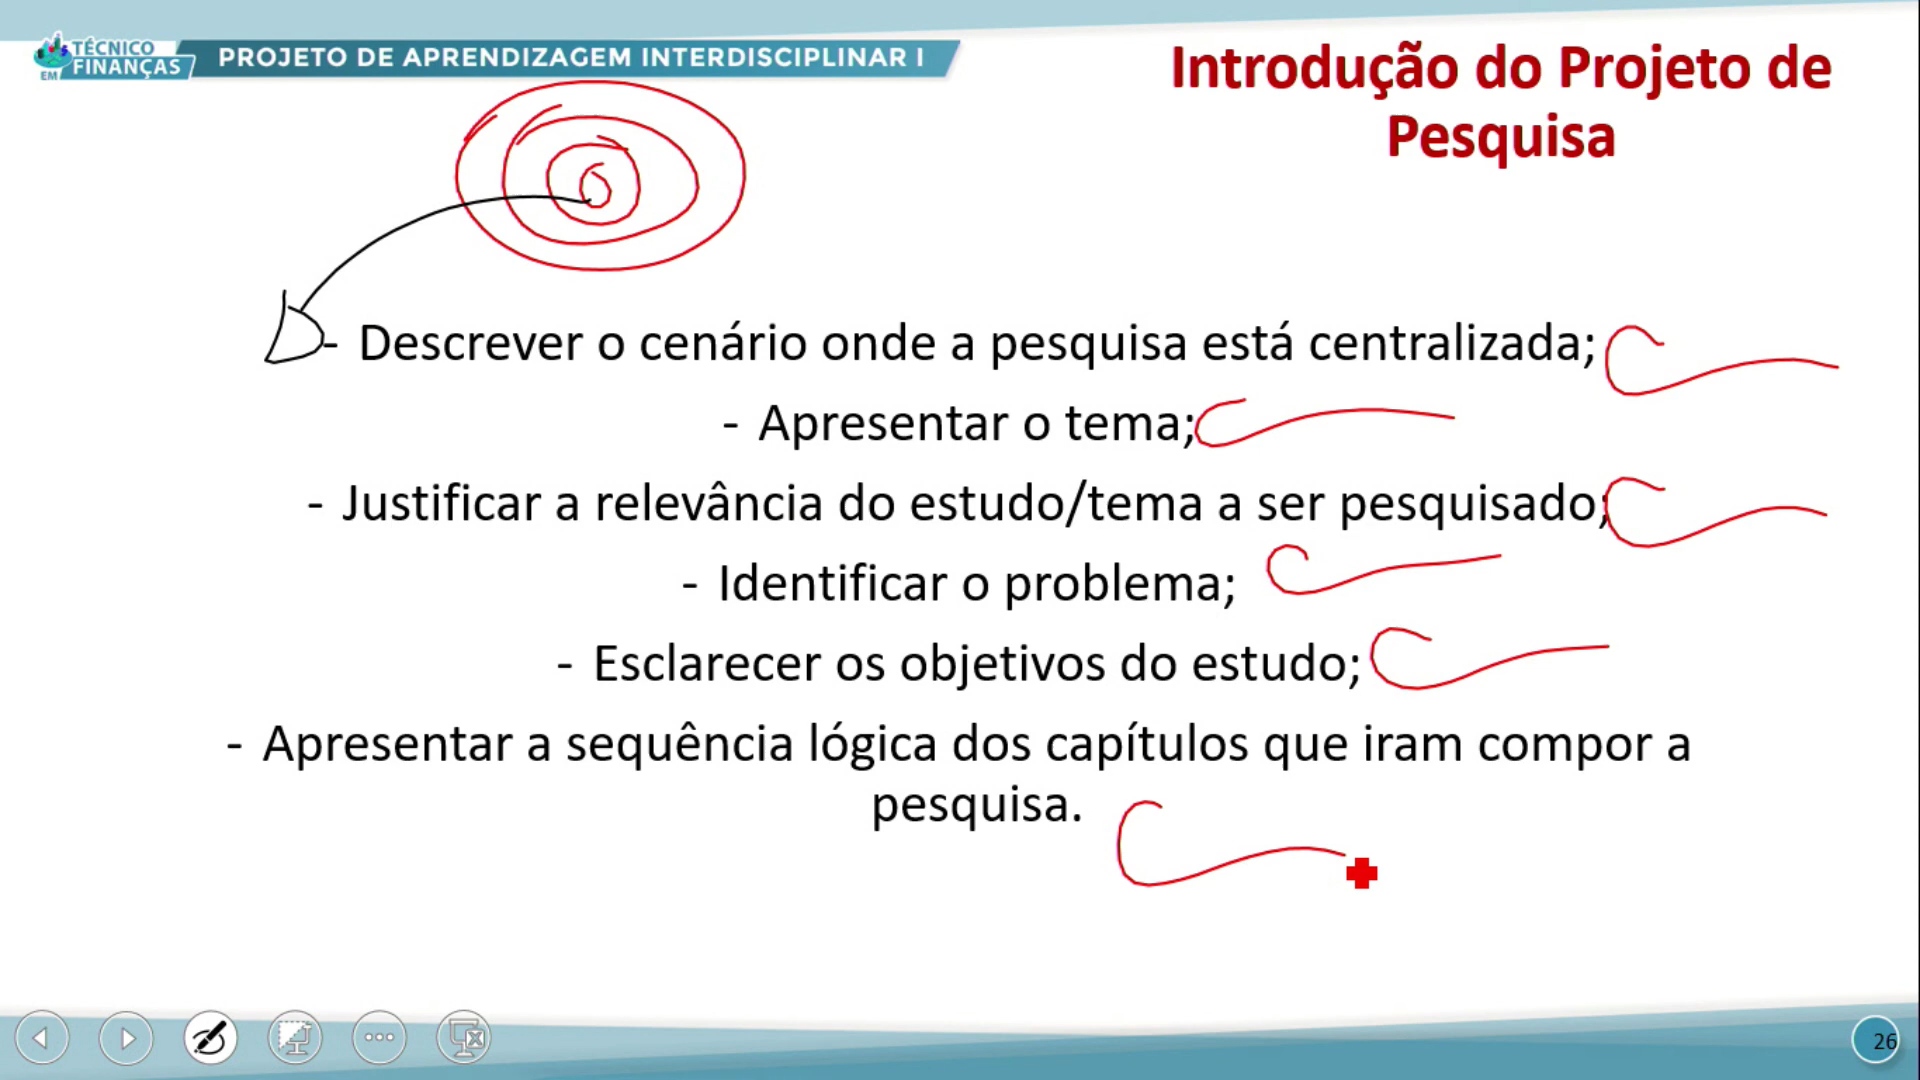 TÉCNICO
EM FINANÇAS
PROJETO DE APRENDIZAGEM INTERDISCIPLINAR I
Introdução do Projeto de
Pesquisa
- Descrever o cenário onde a pesquisa está centralizada;
- Apresentar o tema;
- Justificar a relevância do estudo/tema a ser pesquisado;
- Identificar o problema;
- Esclarecer os objetivos do estudo;
- Apresentar a sequência lógica dos capítulos que iram compor a
pesquisa.
26